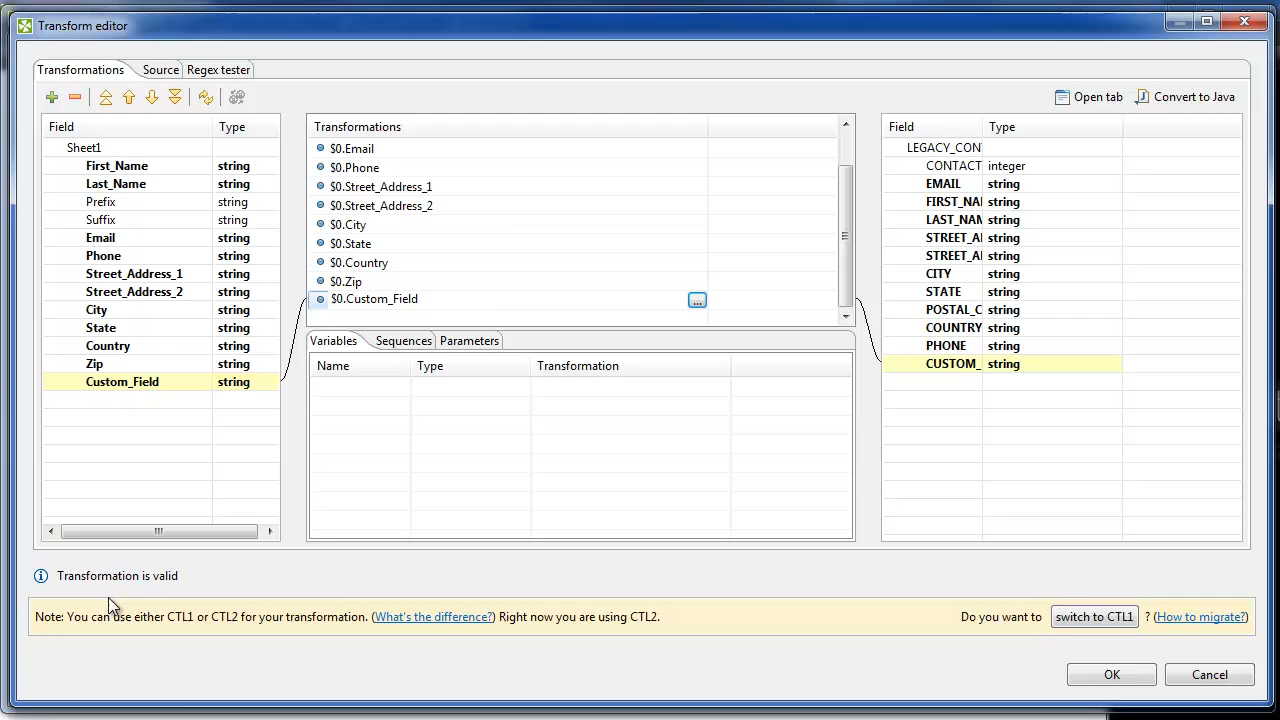 Transform editor
Transformations Source Regex tester
Open tab Convert to Java
Field Type
Sheet1
First_Name string
Last_Name string
Prefix string
Suffix string
Email string
Phone string
Street_Address_1 string
Street_Address_2 string
City string
State string
Country string
Zip string
Custom_Field string
Transformations
$0.Email
$0.Phone
$0.Street_Address_1
$0.Street_Address_2
$0.City
$0.State
$0.Country
$0.Zip
$0.Custom_Field ...
Variables Sequences Parameters
Name Type Transformation
Field Type
LEGACY_CON
CONTACT integer
EMAIL string
FIRST_NA string
LAST_NAM string
STREET_A string
STREET_A string
CITY string
STATE string
POSTAL_C string
COUNTRY string
PHONE string
CUSTOM_ string
Transformation is valid
Note: You can use either CTL1 or CTL2 for your transformation. (What's the difference?) Right now you are using CTL2. Do you want to switch to CTL1 ? (How to migrate?)
OK Cancel